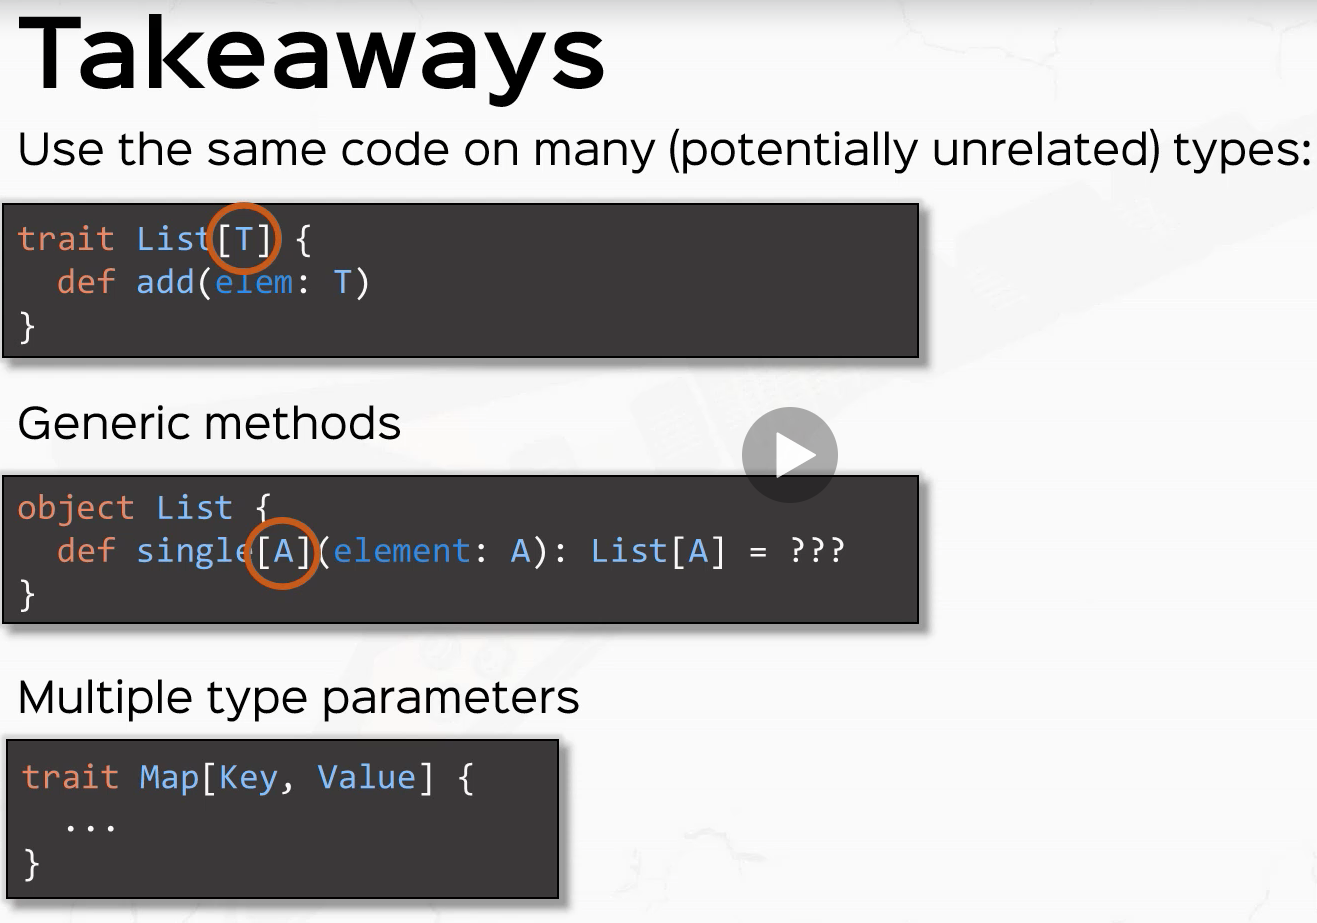 Takeaways
Use the same code on many (potentially unrelated) types:
trait List[T] {
  def add(elem: T)
}
Generic methods
object List {
  def single[A](element: A): List[A] = ???
}
Multiple type parameters
trait Map[Key, Value] {
  ...
}